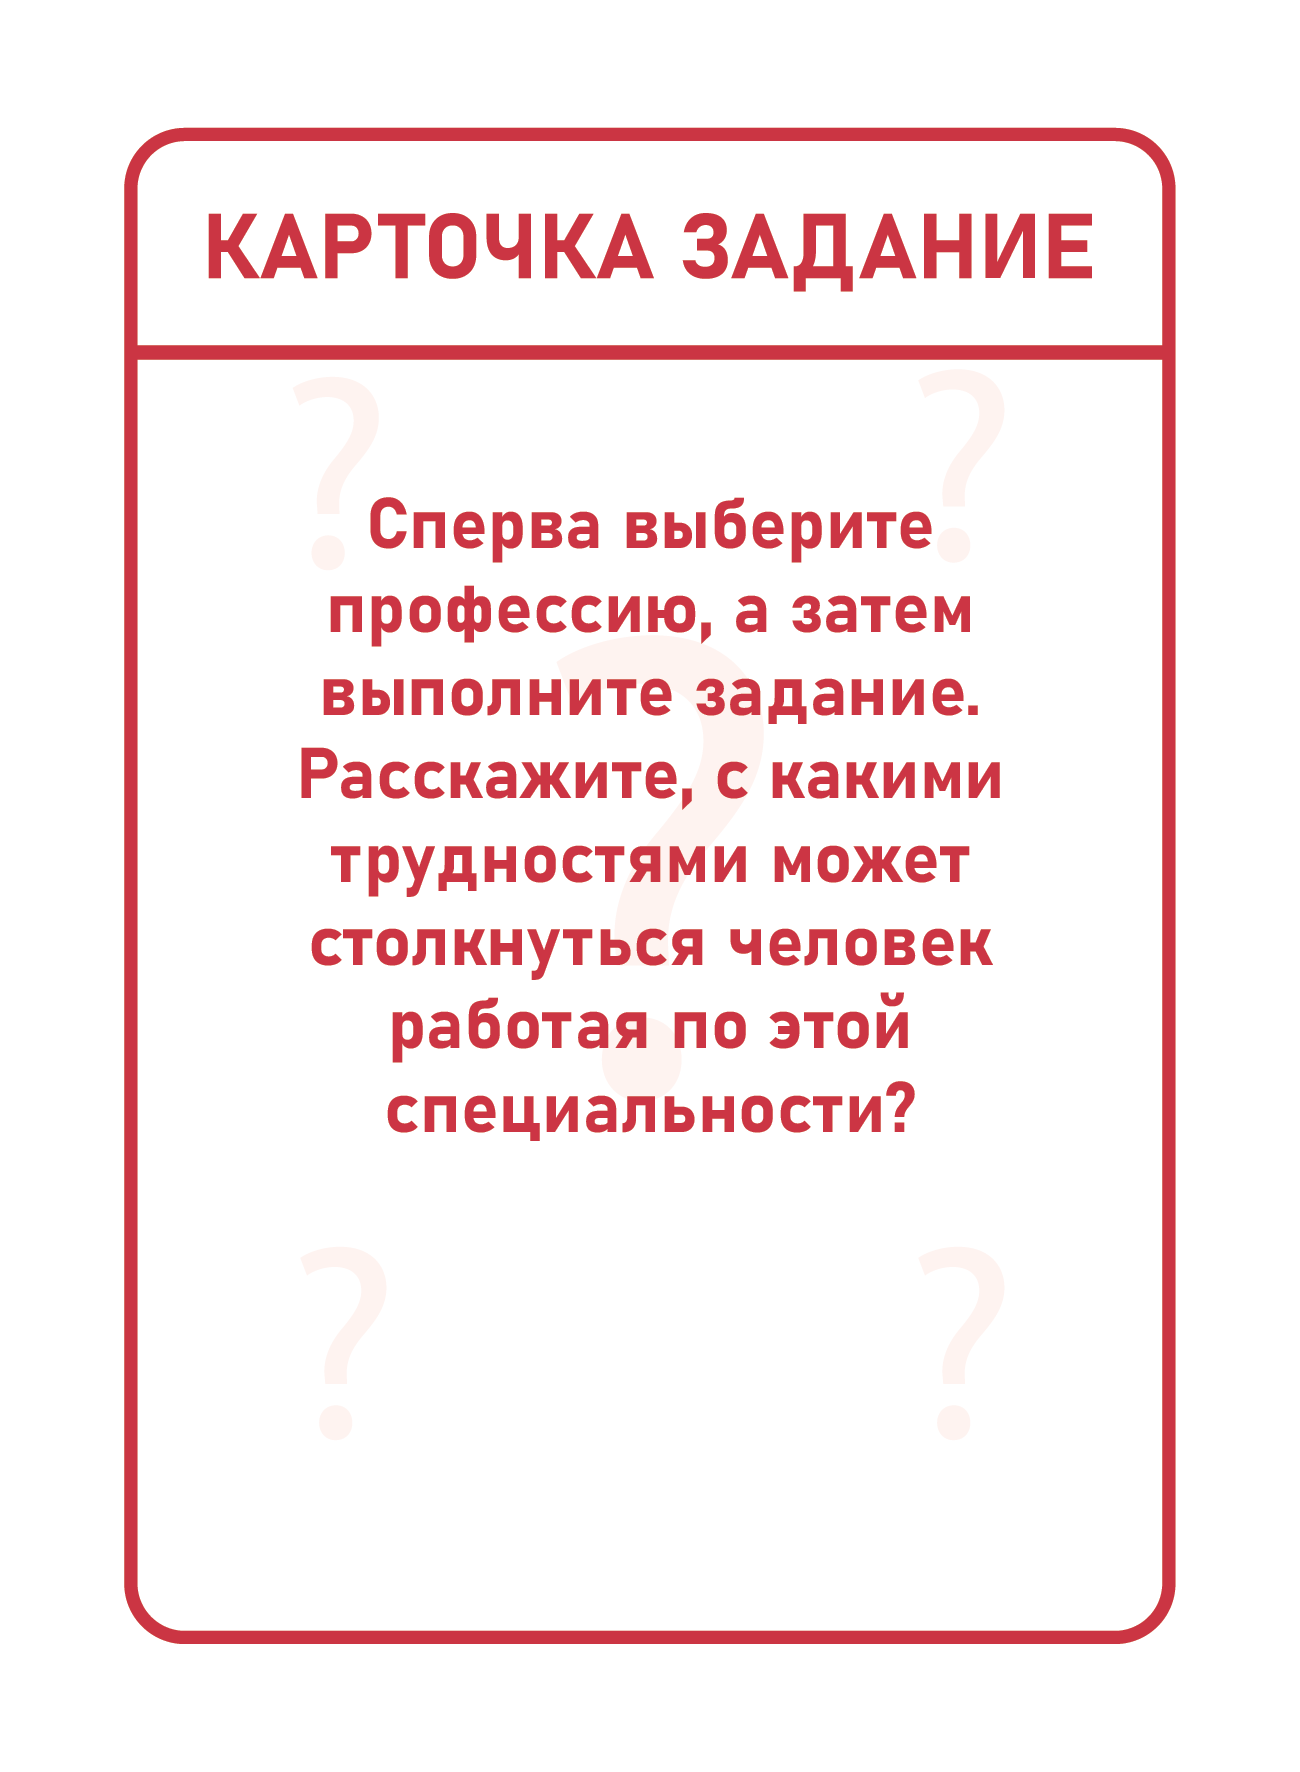 КАРТОЧКА ЗАДАНИЕ
Сперва выберите
профессию, а затем
выполните задание.
Расскажите, с какими
трудностями может
столкнуться человек
работая по этой
специальности?